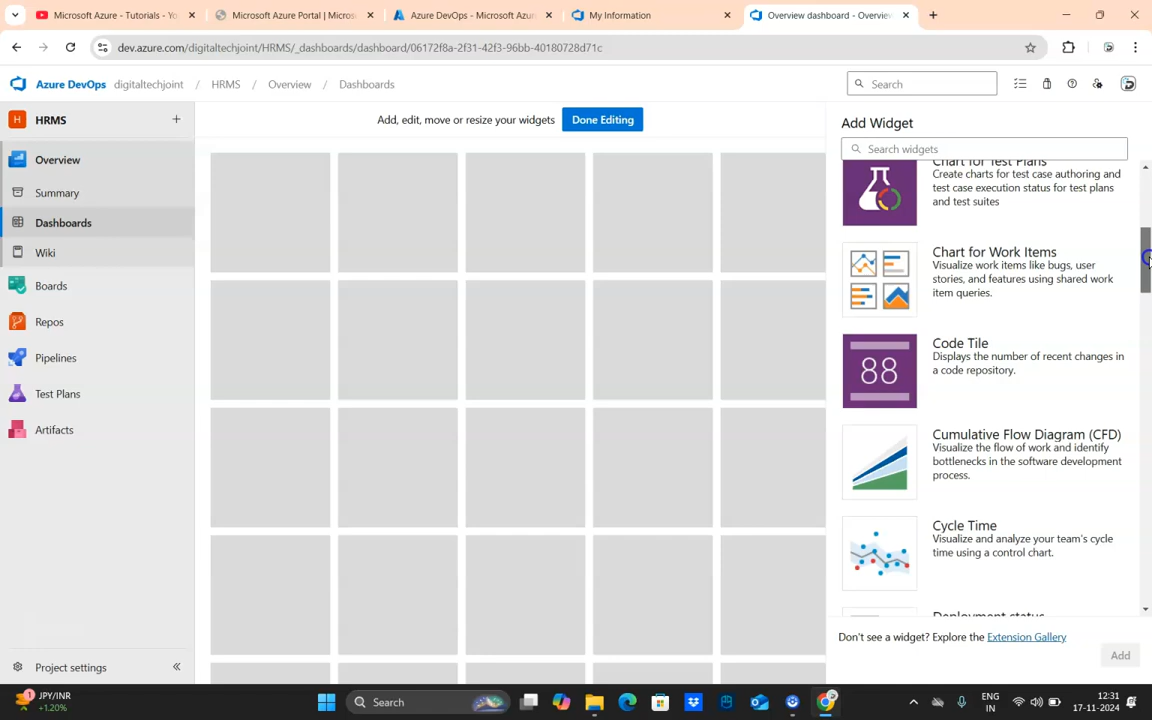 Microsoft Azure - Tutorials - Yo
Microsoft Azure Portal | Micros
Azure DevOps - Microsoft Azur
My Information
Overview dashboard - Overvie
dev.azure.com/digitaltechjoint/HRMS/_dashboards/dashboard/06172f8a-2f31-42f3-96bb-40180728d71c
Azure DevOps
digitaltechjoint / HRMS / Overview / Dashboards
Search
H HRMS
Overview
Summary
Dashboards
Wiki
Boards
Repos
Pipelines
Test Plans
Artifacts
Project settings
Add, edit, move or resize your widgets
Done Editing
Add Widget
Search widgets
Chart for Test Plans
Create charts for test case authoring and
test case execution status for test plans
and test suites
Chart for Work Items
Visualize work items like bugs, user
stories, and features using shared work
item queries.
88
Code Tile
Displays the number of recent changes in
a code repository.
Cumulative Flow Diagram (CFD)
Visualize the flow of work and identify
bottlenecks in the software development
process.
Cycle Time
Visualize and analyze your team's cycle
time using a control chart.
Deployment status
Don't see a widget? Explore the Extension Gallery
Add
1
JPY/INR
+1.20%
Search
ENG
IN
12:31
17-11-2024